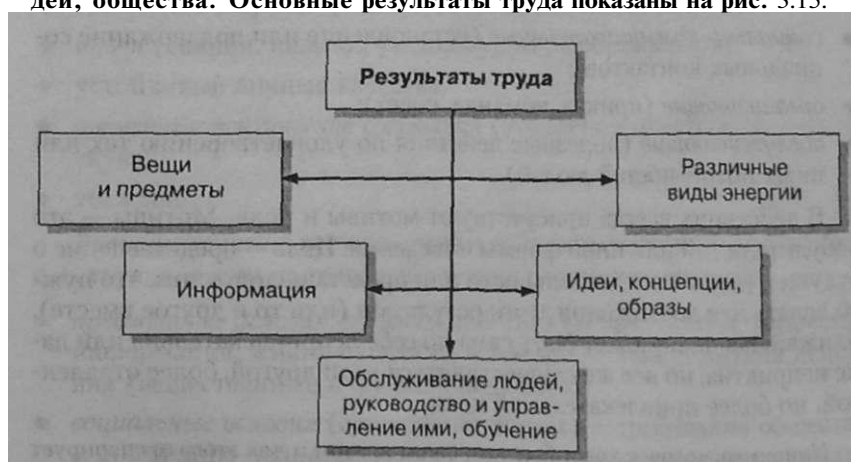 дей, общества. Основные результаты труда показаны на рис. 3.15.
Результаты труда
Вещи
и предметы
Различные
виды энергии
Информация
Идеи, концепции,
образы
Обслуживание людей,
руководство и управ-
ление ими, обучение